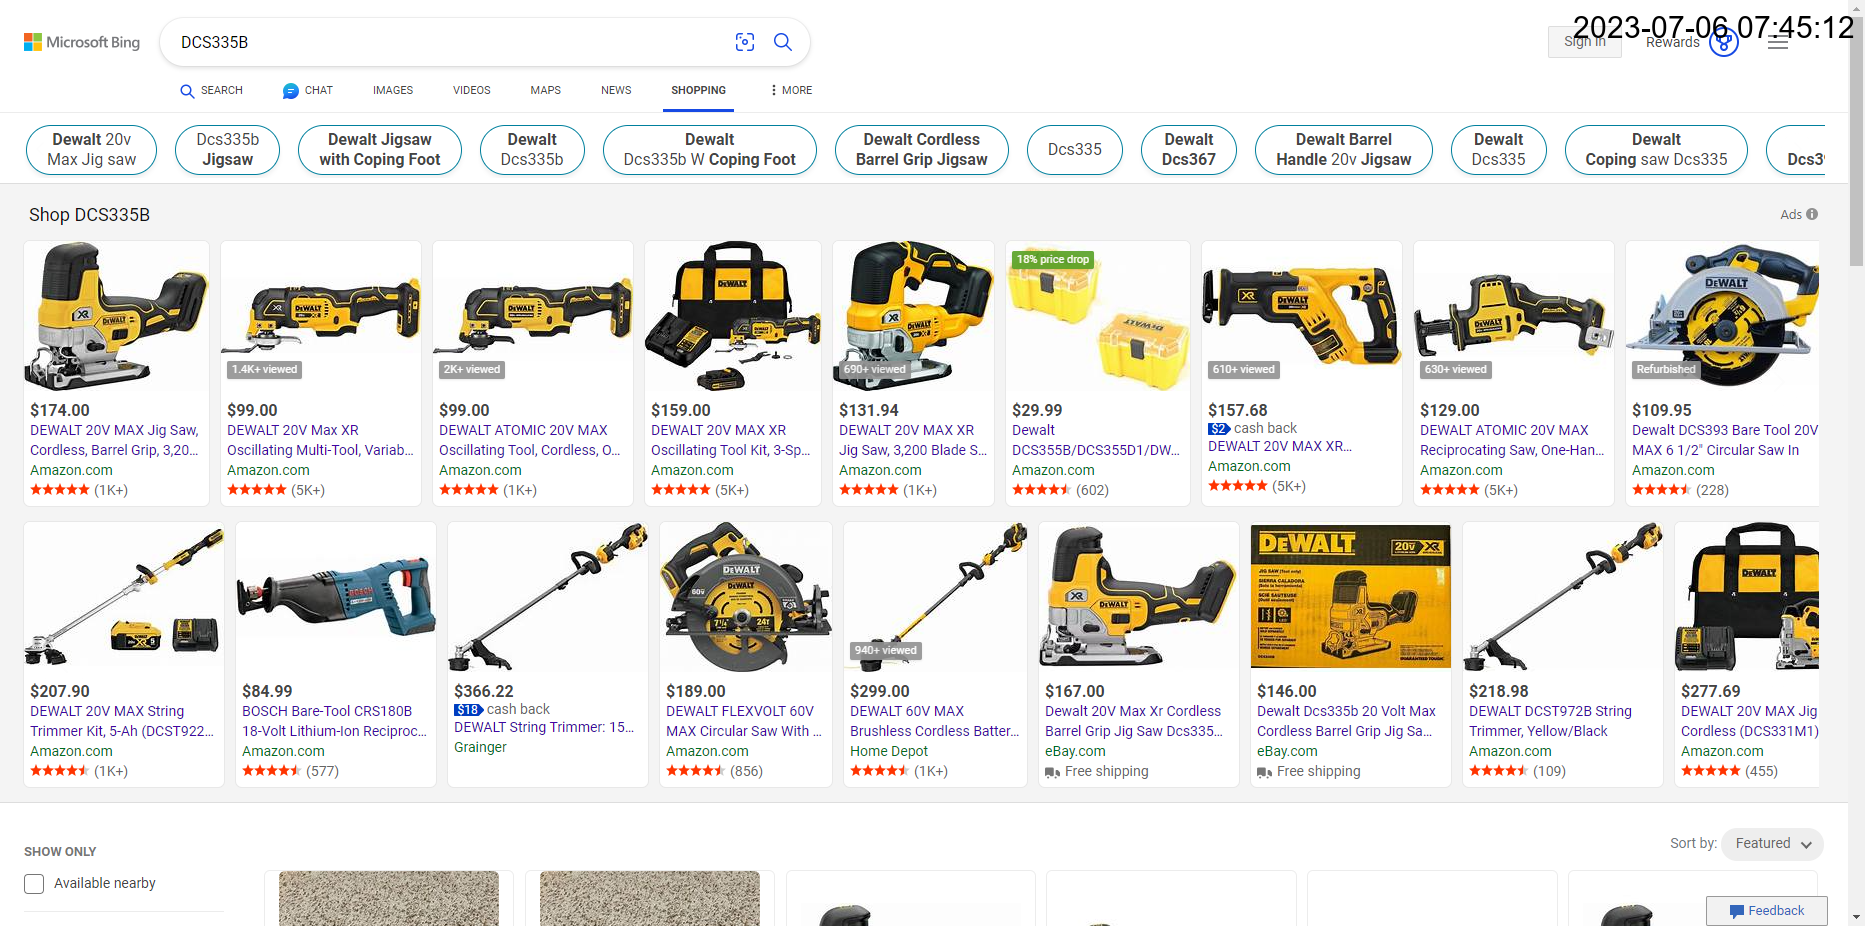 Microsoft Bing
DCS335B
2023-07-06 07:45:12
Sign in
Rewards
SEARCH
CHAT
IMAGES
VIDEOS
MAPS
NEWS
SHOPPING
MORE
Dewalt 20v
Max Jig saw
Dcs335b
Jigsaw
Dewalt Jigsaw
with Coping Foot
Dewalt
Dcs335b
Dewalt
Dcs335b W Coping Foot
Dewalt Cordless
Barrel Grip Jigsaw
Dcs335
Dewalt
Dcs367
Dewalt Barrel
Handle 20v Jigsaw
Dewalt
Dcs335
Dewalt
Coping saw Dcs335
Shop DCS335B
Ads
$174.00
DEWALT 20V MAX Jig Saw,
Cordless, Barrel Grip, 3,20...
Amazon.com
(1K+)
1.4K+ viewed
$99.00
DEWALT 20V Max XR
Oscillating Multi-Tool, Variab...
Amazon.com
(5K+)
2K+ viewed
$99.00
DEWALT ATOMIC 20V MAX
Oscillating Tool, Cordless, O...
Amazon.com
(1K+)
DEWALT
$159.00
DEWALT 20V MAX XR
Oscillating Tool Kit, 3-Sp...
Amazon.com
(5K+)
690+ viewed
$131.94
DEWALT 20V MAX XR
Jig Saw, 3,200 Blade S...
Amazon.com
(1K+)
18% price drop
$29.99
Dewalt
DCS355B/DCS355D1/DW...
Amazon.com
(602)
610+ viewed
$157.68
$2 cash back
DEWALT 20V MAX XR...
Amazon.com
(5K+)
630+ viewed
$129.00
DEWALT ATOMIC 20V MAX
Reciprocating Saw, One-Han...
Amazon.com
(5K+)
DEWALT
Refurbished
$109.95
Dewalt DCS393 Bare Tool 20V
MAX 6 1/2" Circular Saw In
Amazon.com
(228)
$207.90
DEWALT 20V MAX String
Trimmer Kit, 5-Ah (DCST922...
Amazon.com
(1K+)
BOSCH
$84.99
BOSCH Bare-Tool CRS180B
18-Volt Lithium-Ion Reciproc...
Amazon.com
(577)
$366.22
$18 cash back
DEWALT String Trimmer: 15...
Grainger
DEWALT
$189.00
DEWALT FLEXVOLT 60V
MAX Circular Saw With ...
Amazon.com
(856)
940+ viewed
$299.00
DEWALT 60V MAX
Brushless Cordless Batter...
Home Depot
(1K+)
XR
DEWALT
$167.00
Dewalt 20V Max Xr Cordless
Barrel Grip Jig Saw Dcs335...
eBay.com
Free shipping
DEWALT
20V XR
JIG SAW (Tool only)
SIERRA CALADORA
$146.00
Dewalt Dcs335b 20 Volt Max
Cordless Barrel Grip Jig Sa...
eBay.com
Free shipping
$218.98
DEWALT DCST972B String
Trimmer, Yellow/Black
Amazon.com
(109)
DEWALT
$277.69
DEWALT 20V MAX Jig
Cordless (DCS331M1)
Amazon.com
(455)
SHOW ONLY
Available nearby
Sort by:
Featured
Feedback